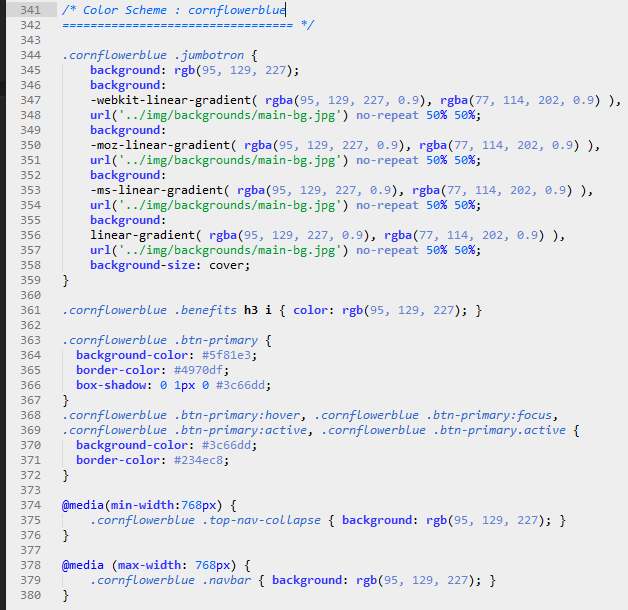 341 /* Color Scheme : cornflowerblue
342 ================================= */
343
344 .cornflowerblue .jumbotron {
345 background: rgb(95, 129, 227);
346 background:
347 -webkit-linear-gradient( rgba(95, 129, 227, 0.9), rgba(77, 114, 202, 0.9) ),
348 url('../img/backgrounds/main-bg.jpg') no-repeat 50% 50%;
349 background:
350 -moz-linear-gradient( rgba(95, 129, 227, 0.9), rgba(77, 114, 202, 0.9) ),
351 url('../img/backgrounds/main-bg.jpg') no-repeat 50% 50%;
352 background:
353 -ms-linear-gradient( rgba(95, 129, 227, 0.9), rgba(77, 114, 202, 0.9) ),
354 url('../img/backgrounds/main-bg.jpg') no-repeat 50% 50%;
355 background:
356 linear-gradient( rgba(95, 129, 227, 0.9), rgba(77, 114, 202, 0.9) ),
357 url('../img/backgrounds/main-bg.jpg') no-repeat 50% 50%;
358 background-size: cover;
359 }
360
361 .cornflowerblue .benefits h3 i { color: rgb(95, 129, 227); }
362
363 .cornflowerblue .btn-primary {
364 background-color: #5f81e3;
365 border-color: #4970df;
366 box-shadow: 0 1px 0 #3c66dd;
367 }
368 .cornflowerblue .btn-primary:hover, .cornflowerblue .btn-primary:focus,
369 .cornflowerblue .btn-primary:active, .cornflowerblue .btn-primary.active {
370 background-color: #3c66dd;
371 border-color: #234ec8;
372 }
373
374 @media(min-width:768px) {
375 .cornflowerblue .top-nav-collapse { background: rgb(95, 129, 227); }
376 }
377
378 @media (max-width: 768px) {
379 .cornflowerblue .navbar { background: rgb(95, 129, 227); }
380 }